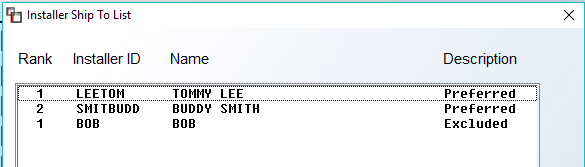 Installer Ship To List
Rank Installer ID Name Description
1 LEETOM TOMMY LEE Preferred
2 SMITBUDD BUDDY SMITH Preferred
1 BOB BOB Excluded